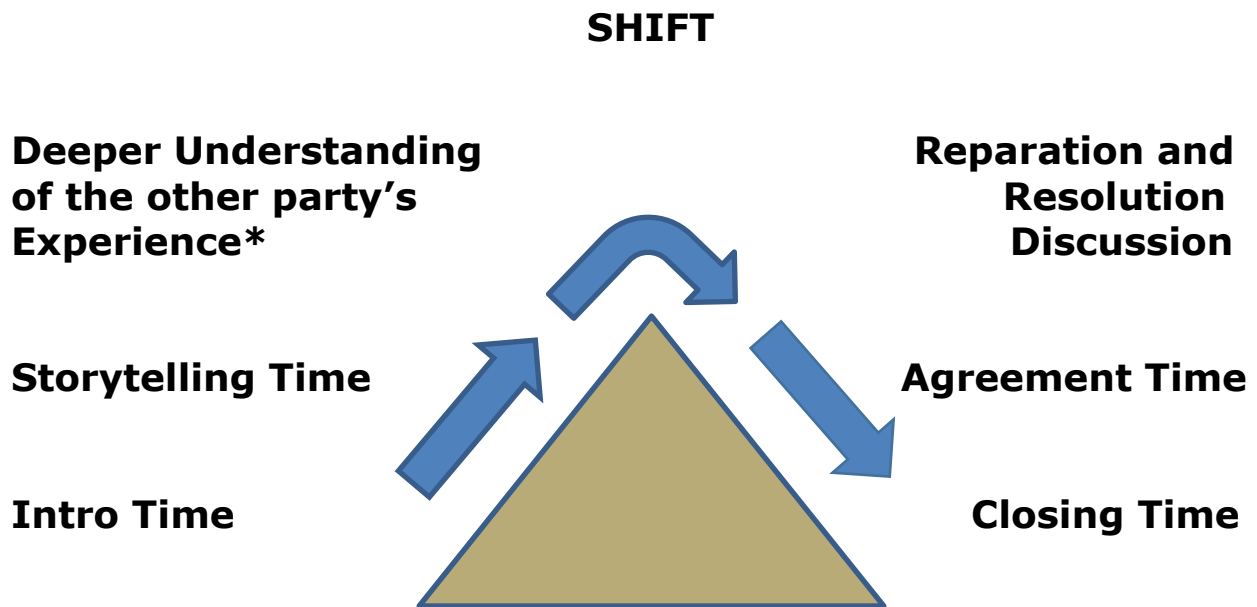 SHIFT
Deeper Understanding
of the other party’s
Experience*
Reparation and
Resolution
Discussion
Storytelling Time
Agreement Time
Intro Time
Closing Time